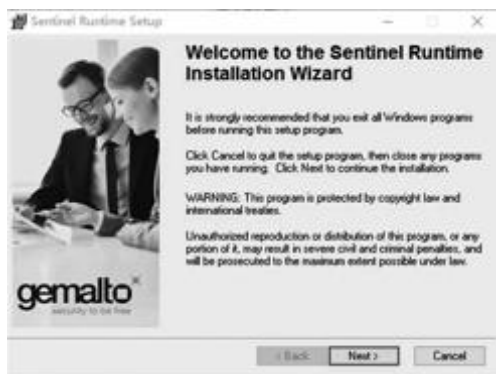 Sentinel Runtime Setup
Welcome to the Sentinel Runtime
Installation Wizard
It is strongly recommended that you exit all Windows programs
before running this setup program.
Click Cancel to quit the setup program, then close any programs
you have running. Click Next to continue the installation.
WARNING: This program is protected by copyright law and
international treaties.
Unauthorized reproduction or distribution of this program, or any
portion of it, may result in severe civil and criminal penalties, and
will be prosecuted to the maximum extent possible under law.
gemalto
security to be free
< Back
Next >
Cancel